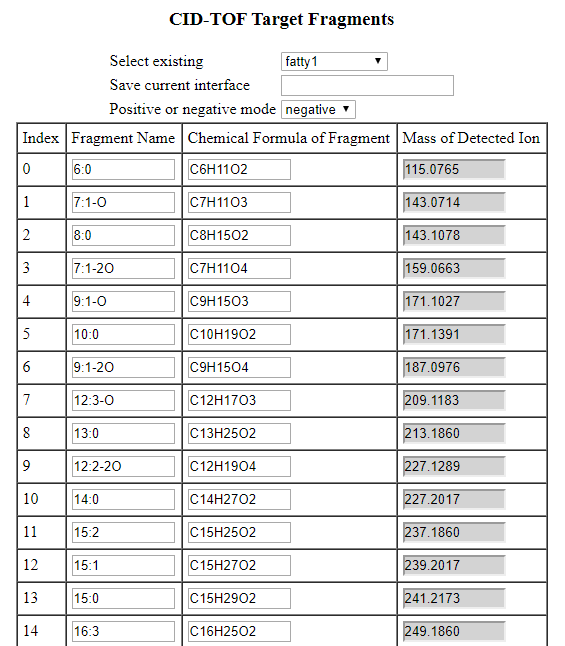 CID-TOF Target Fragments
Select existing fatty1
Save current interface
Positive or negative mode negative
Index Fragment Name Chemical Formula of Fragment Mass of Detected Ion
0 6:0 C6H11O2 115.0765
1 7:1-O C7H11O3 143.0714
2 8:0 C8H15O2 143.1078
3 7:1-2O C7H11O4 159.0663
4 9:1-O C9H15O3 171.1027
5 10:0 C10H19O2 171.1391
6 9:1-2O C9H15O4 187.0976
7 12:3-O C12H17O3 209.1183
8 13:0 C13H25O2 213.1860
9 12:2-2O C12H19O4 227.1289
10 14:0 C14H27O2 227.2017
11 15:2 C15H25O2 237.1860
12 15:1 C15H27O2 239.2017
13 15:0 C15H29O2 241.2173
14 16:3 C16H25O2 249.1860